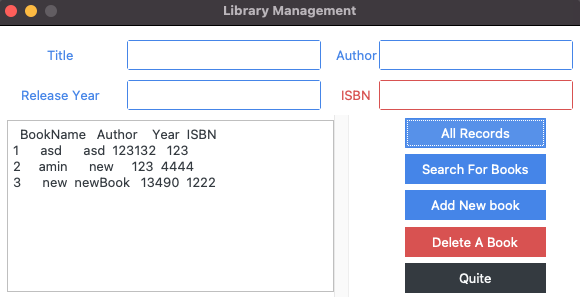 Library Management
Title
Author
Release Year
ISBN
BookName Author Year ISBN
1 asd asd 123132 123
2 amin new 123 4444
3 new newBook 13490 1222
All Records
Search For Books
Add New book
Delete A Book
Quite